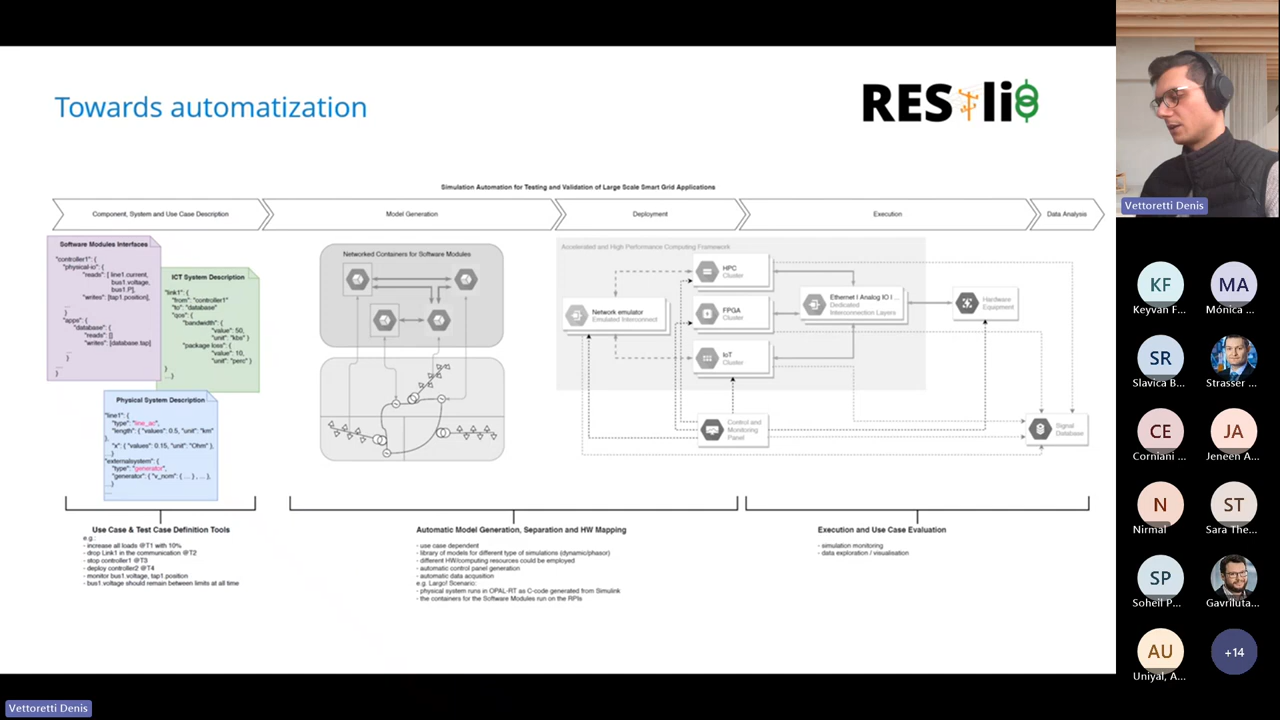 Towards automatization
RES li
Simulation Automation for Testing and Validation of Large Scale Smart Grid Applications
Component, System and Use Case Description
Model Generation
Deployment
Execution
Data Analysis
Software Modules Interfaces
"controller1": {
"physical-io": {
"reads": [ line1.current,
bus1.voltage,
bus1.P],
"writes": [tap1.position],
...
"apps": {
"database": {
"reads": []
"writes": [database.tap]
...
}
...
}
ICT System Description
"link1": {
"from": "controller1"
"to": "database"
"qos": {
"bandwidth": {
"value": 50,
"unit": "kbs" }
"package loss": {
"value": 10,
"unit": "perc" }
...}
Physical System Description
"line1": {
"type": "line_ac",
"length": { "values": 0.5, "unit": "km"
},
"x": { "values": 0.15, "unit": "Ohm" },
...}
"externalsystem": {
"type": "generator",
"generator": { "v_nom": { ... } , ... },
...}
...
Networked Containers for Software Modules
Accelerated and High Performance Computing Framework
Network emulator
Emulated Interconnected
HPC
Cluster
FPGA
Cluster
IoT
Cluster
Ethernet I Analog IO I ...
Dedicated
Interconnection Layers
Hardware
Equipment
Control and
Monitoring
Panel
Signal
Database
Use Case & Test Case Definition Tools
e.g.:
- increase all loads @T1 with 10%
- drop Link1 in the communication @T2
- stop controller1 @T3
- deploy controller2 @T4
- monitor bus1.voltage, tap1.position
- bus1.voltage should remain between limits at all time
Automatic Model Generation, Separation and HW Mapping
- use case dependent
- library of models for different type of simulations (dynamic/phasor)
- different HW/computing resources could be employed
- automatic control panel generation
- automatic data acquisition
e.g. Largo! Scenario:
- physical system runs in OPAL-RT as C-code generated from Simulink
- the containers for the Software Modules run on the RPIs
Execution and Use Case Evaluation
- simulation monitoring
- data exploration / visualisation
Vettoretti Denis
Vettoretti Denis
KF
Keyvan F...
MA
Mónica ...
SR
Slavica B...
Strasser ...
CE
Corniani ...
JA
Jeneen A...
N
Nirmal
ST
Sara The...
SP
Soheil P...
Gavriluta...
AU
Uniyal, A...
+14